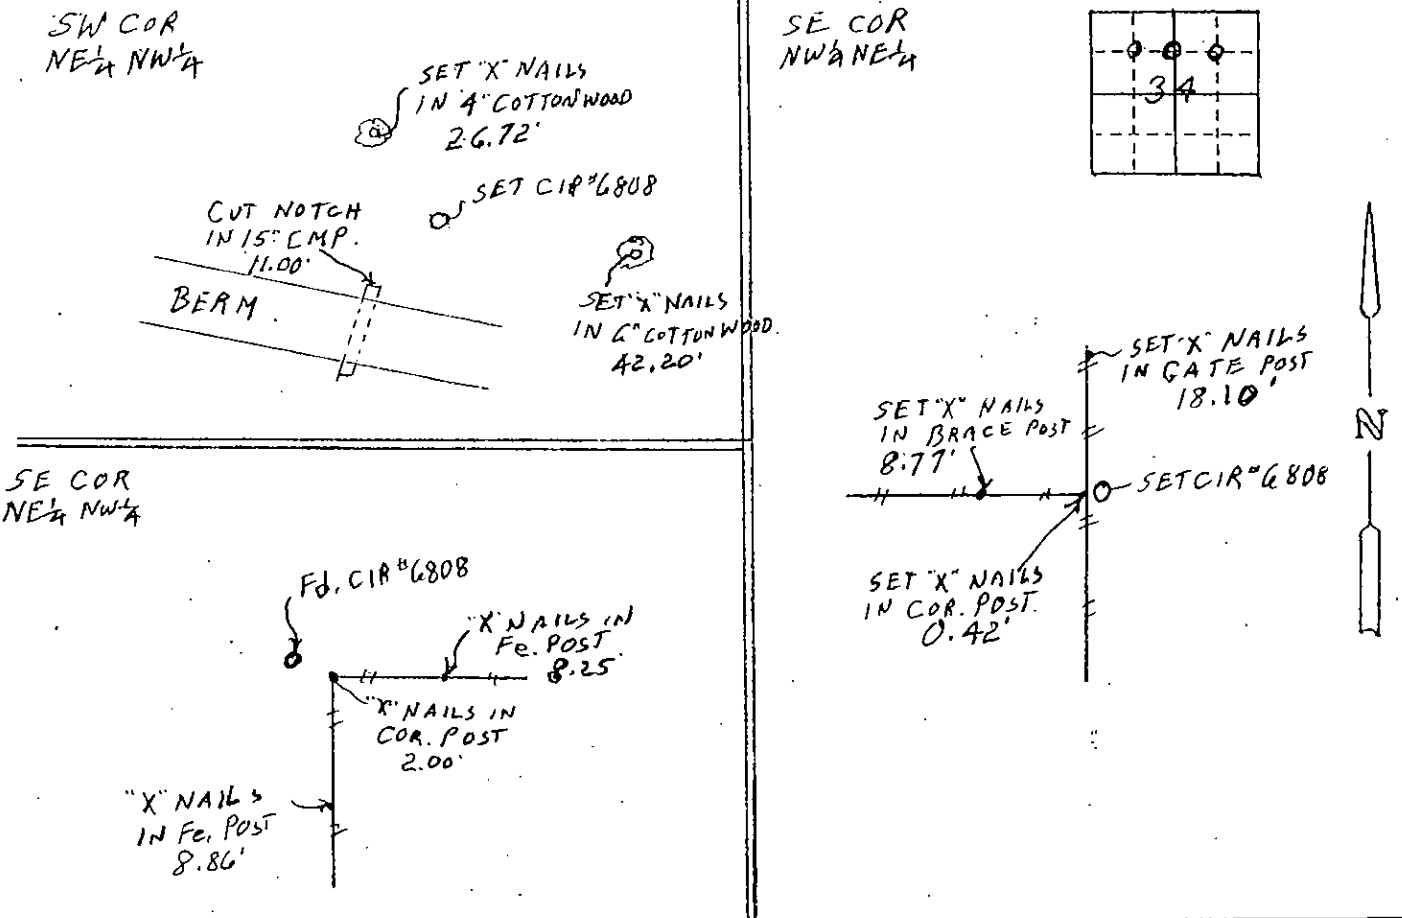 SW COR
NE¼ NW¼
SET "X" NAILS
IN 4" COTTONWOOD
26.72'
SET CIR #6808
CUT NOTCH
IN 15" CMP.
11.00'
BERM
SET "X" NAILS
IN 6" COTTONWOOD
42.20'
SE COR
NW¼ NE¼
34
SET "X" NAILS
IN GATE POST
18.10'
SET "X" NAILS
IN BRACE POST
8.77'
SET CIR #6808
SET "X" NAILS
IN COR. POST.
0.42'
N
SE COR
NE¼ NW¼
Fd. CIR #6808
"X" NAILS IN
Fe. POST
8.25
"X" NAILS IN
COR. POST
2.00'
"X" NAILS
IN Fe. POST
8.86'